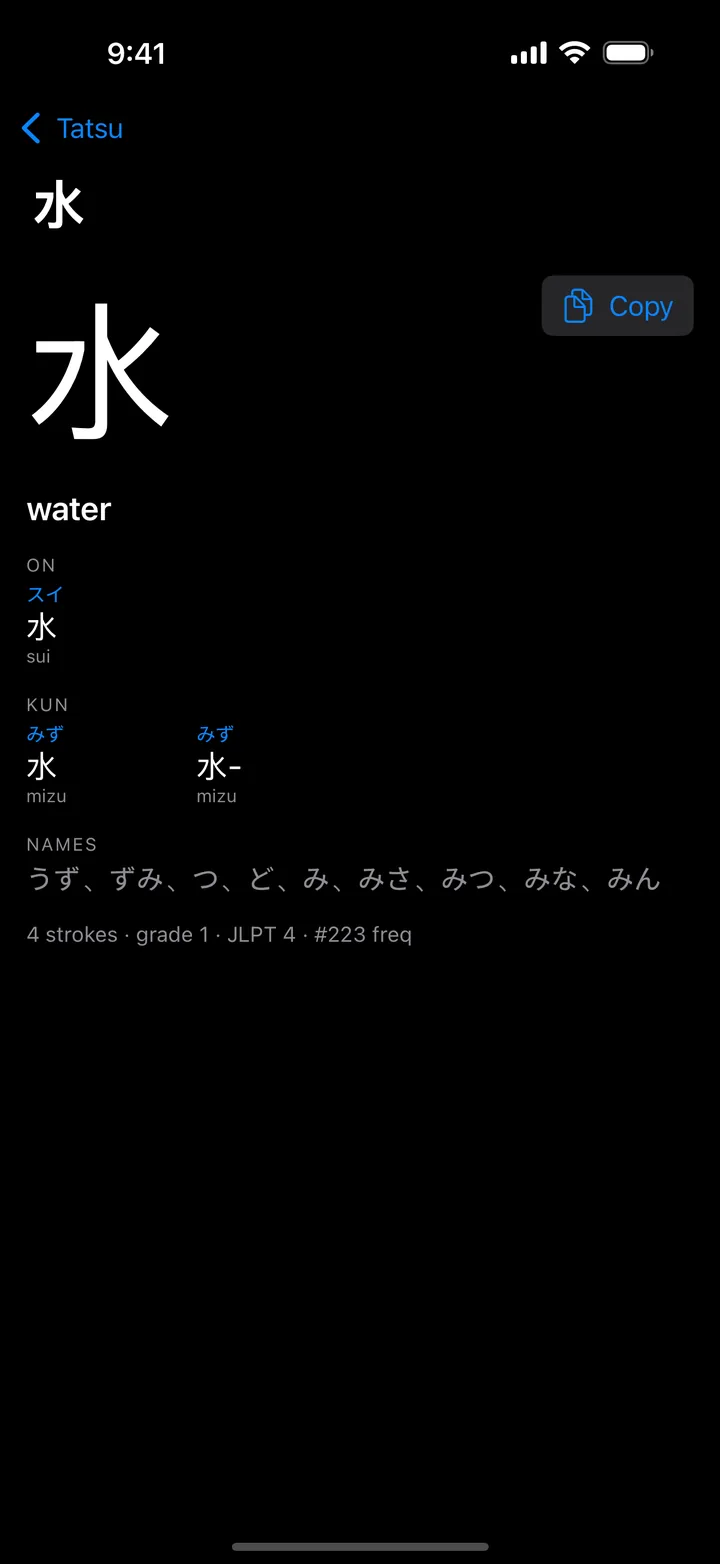 9:41
Tatsu
水
Copy
水
water
ON
スイ
水
sui
KUN
みず みず
水 水-
mizu mizu
NAMES
うず、ずみ、つ、ど、み、みさ、みつ、みな、みん
4 strokes · grade 1 · JLPT 4 · #223 freq